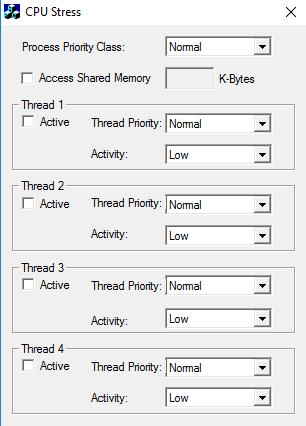 CPU Stress
Process Priority Class: Normal
Access Shared Memory K-Bytes
Thread 1
Active Thread Priority: Normal
Activity: Low
Thread 2
Active Thread Priority: Normal
Activity: Low
Thread 3
Active Thread Priority: Normal
Activity: Low
Thread 4
Active Thread Priority: Normal
Activity: Low